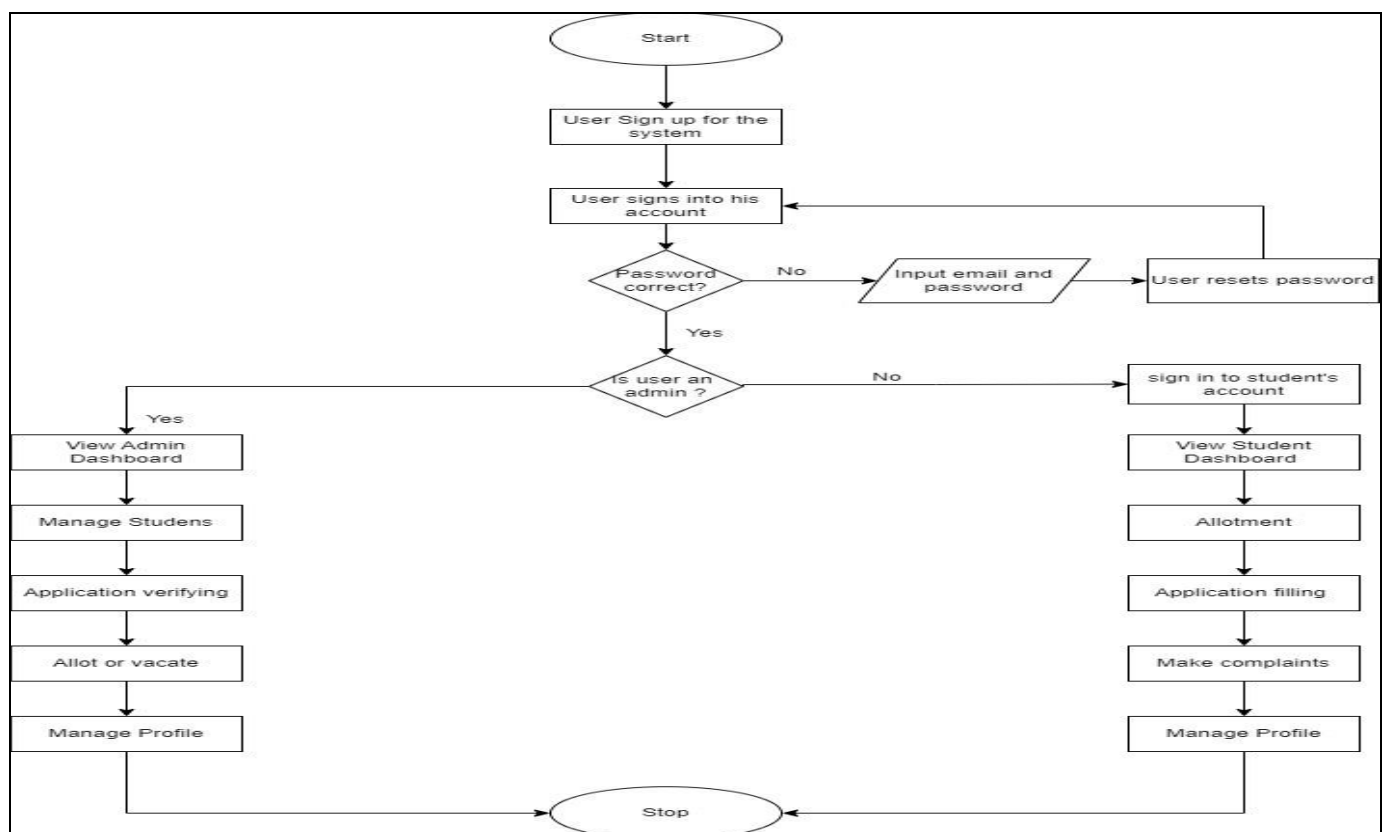 Start
User Sign up for the
system
User signs into his
account
Password
correct?
No
Input email and
password
User resets password
Yes
Is user an
admin ?
No
sign in to student's
account
Yes
View Admin
Dashboard
View Student
Dashboard
Manage Studens
Allotment
Application verifying
Application filling
Allot or vacate
Make complaints
Manage Profile
Manage Profile
Stop